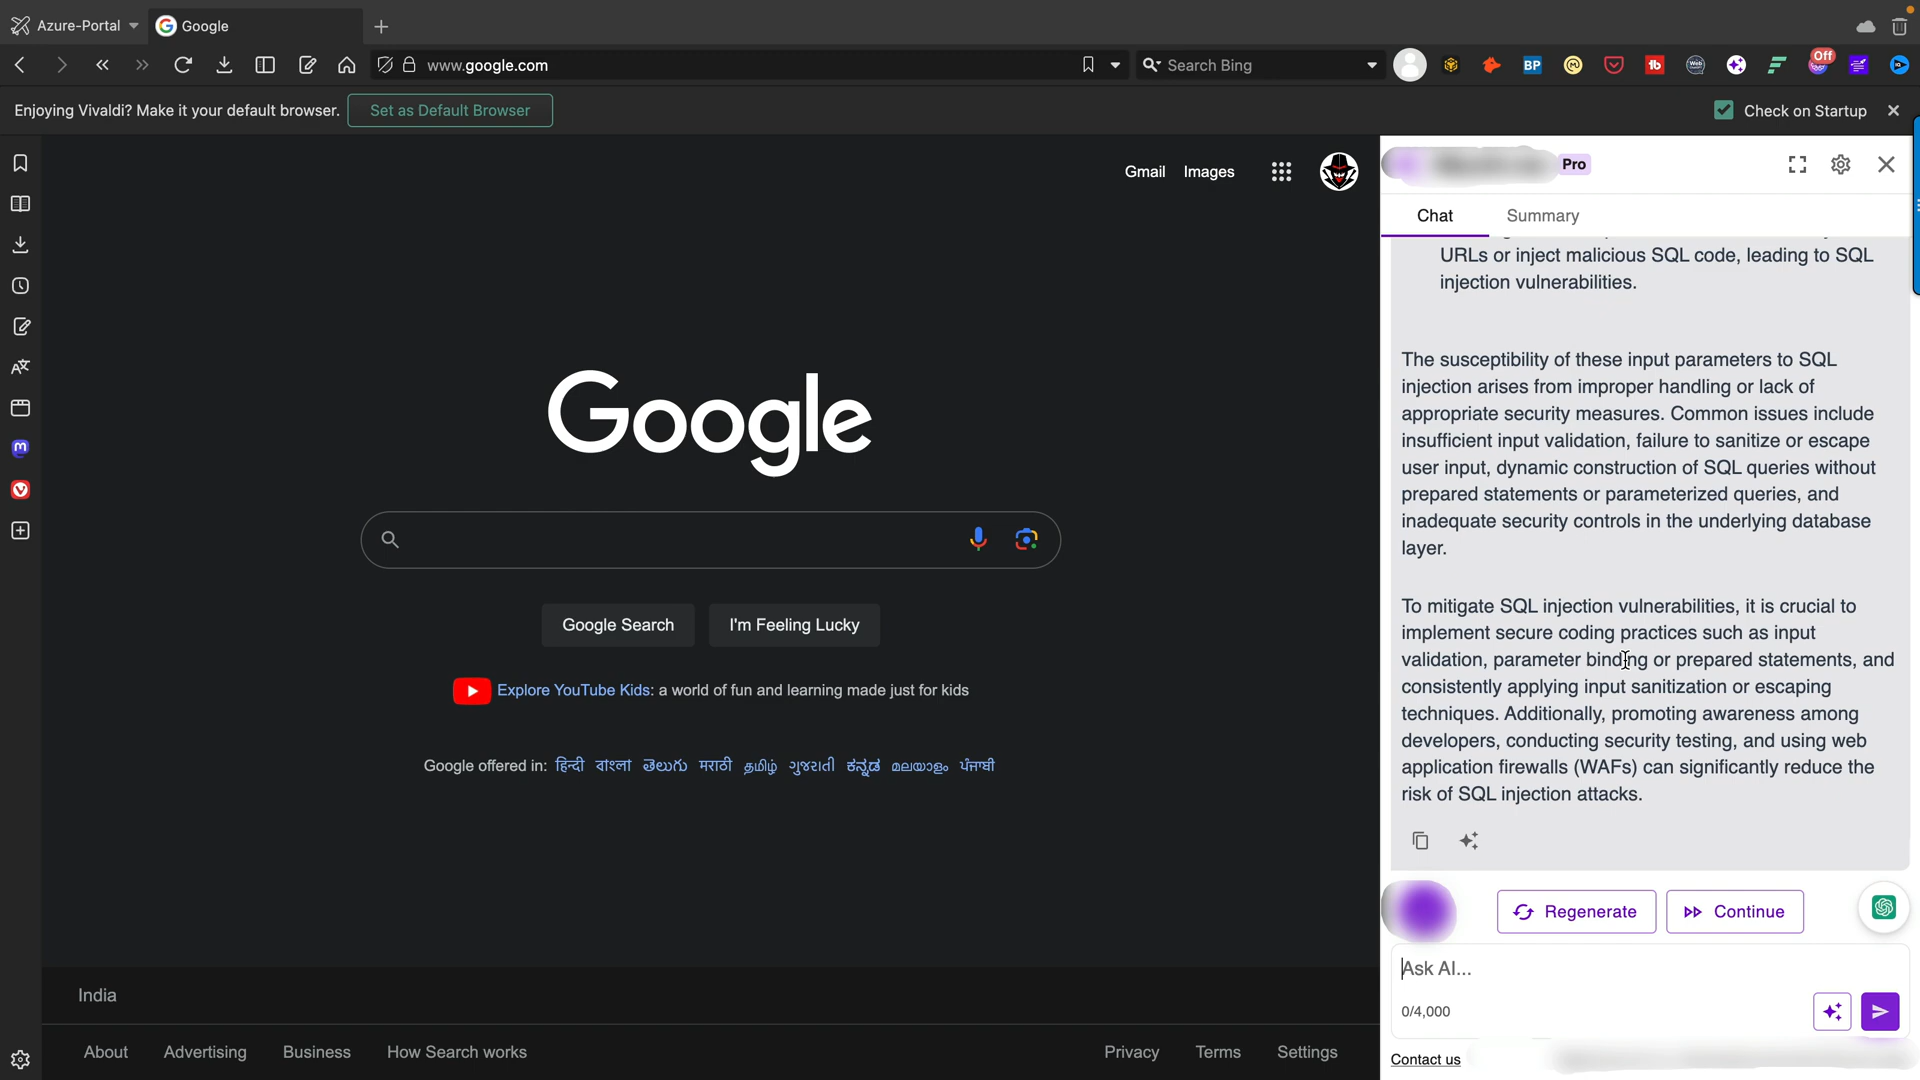 Azure-Portal
Google
www.google.com
Search Bing
BP
tb
Off
Enjoying Vivaldi? Make it your default browser.
Set as Default Browser
Check on Startup
Gmail
Images
Google
Google Search
I'm Feeling Lucky
Explore YouTube Kids: a world of fun and learning made just for kids
Google offered in: हिन्दी বাংলা తెలుగు मराठी தமிழ் ગુજરાતી ಕನ್ನಡ മലയാളം ਪੰਜਾਬੀ
India
About
Advertising
Business
How Search works
Privacy
Terms
Settings
Pro
Chat
Summary
URLs or inject malicious SQL code, leading to SQL
injection vulnerabilities.
The susceptibility of these input parameters to SQL
injection arises from improper handling or lack of
appropriate security measures. Common issues include
insufficient input validation, failure to sanitize or escape
user input, dynamic construction of SQL queries without
prepared statements or parameterized queries, and
inadequate security controls in the underlying database
layer.
To mitigate SQL injection vulnerabilities, it is crucial to
implement secure coding practices such as input
validation, parameter binding or prepared statements, and
consistently applying input sanitization or escaping
techniques. Additionally, promoting awareness among
developers, conducting security testing, and using web
application firewalls (WAFs) can significantly reduce the
risk of SQL injection attacks.
Regenerate
Continue
Ask AI...
0/4,000
Contact us